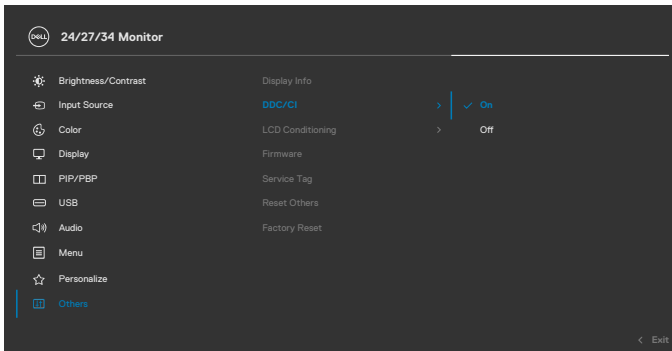 DELL 24/27/34 Monitor
Brightness/Contrast Display Info
Input Source DDC/CI > ✓ On
Color LCD Conditioning > Off
Display Firmware
PIP/PBP Service Tag
USB Reset Others
Audio Factory Reset
Menu
Personalize
Others
< Exit